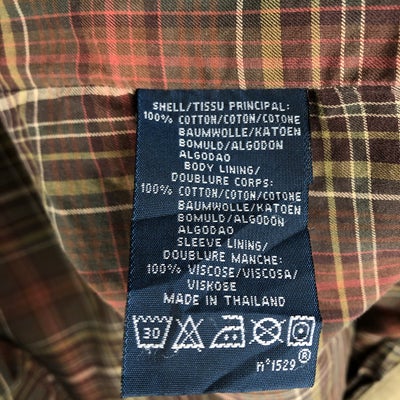 SHELL/TISSU PRINCIPAL:
100% COTTON/COTON/COTONE
BAUMWOLLE/KATOEN
BOMULD/ALGODON
ALGODAO
BODY LINING/
DOUBLURE CORPS:
100% COTTON/COTON/COTONE
BAUMWOLLE/KATOEN
BOMULD/ALGODON
ALGODAO
SLEEVE LINING/
DOUBLURE MANCHE:
100% VISCOSE/VISCOSA/
VISKOSE
MADE IN THAILAND
30
®
n°1529